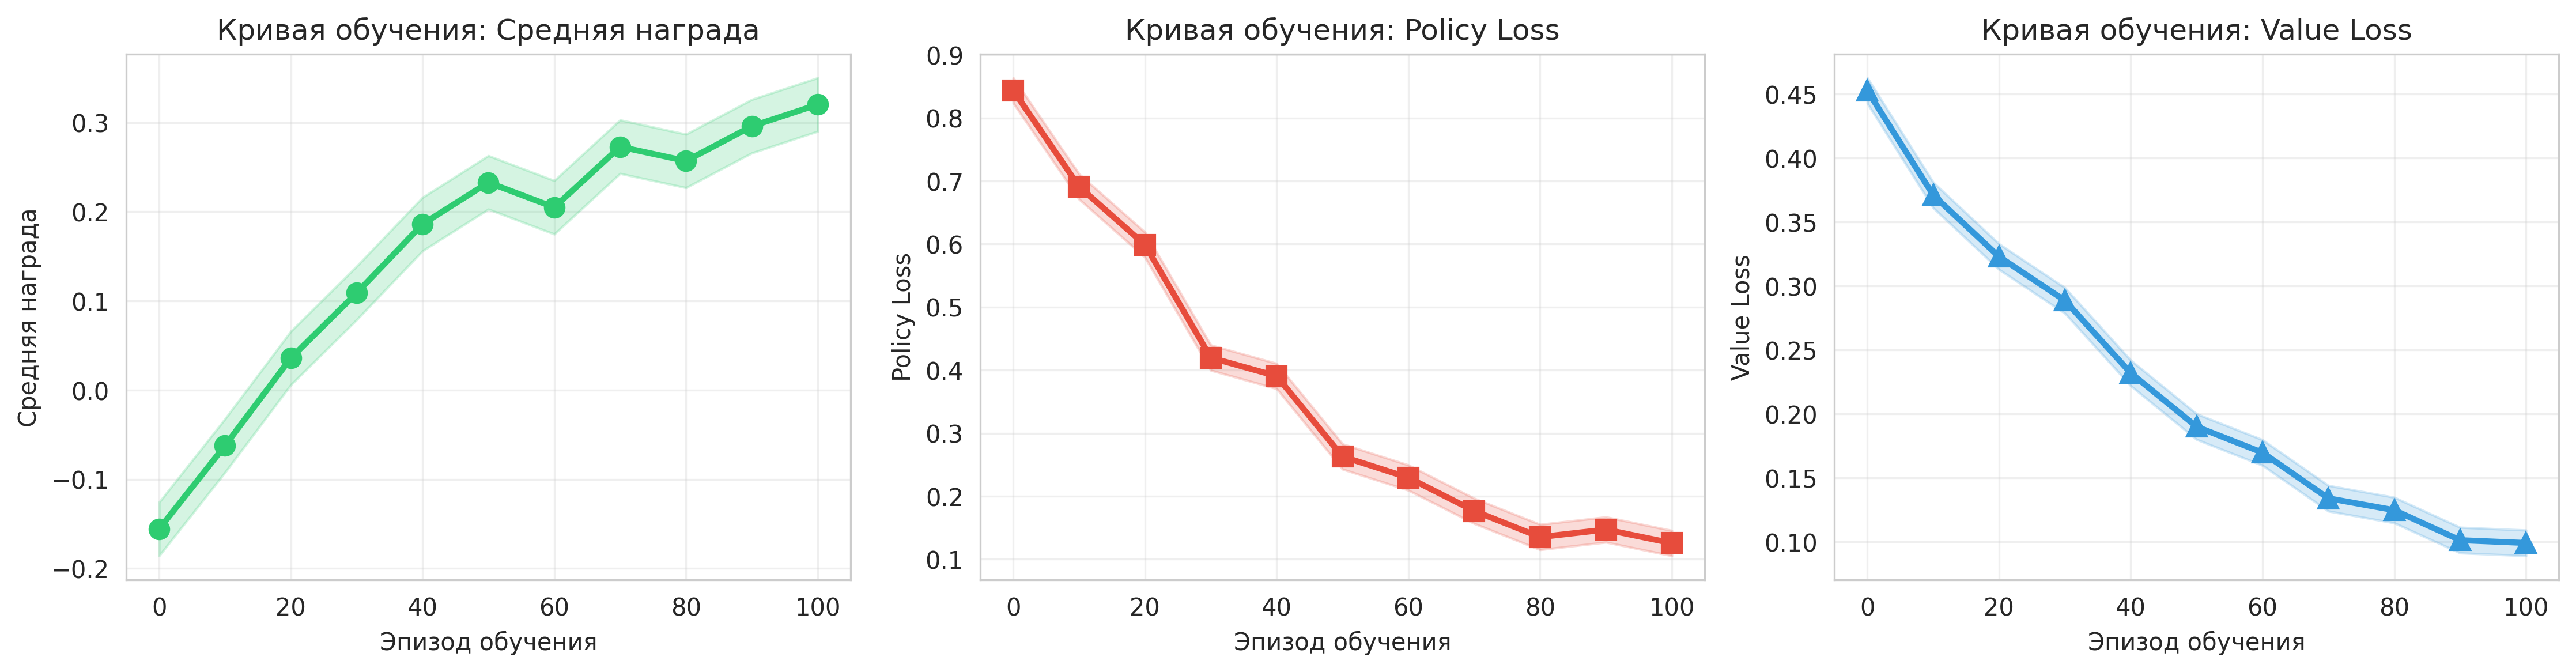 Кривая обучения: Средняя награда
Средняя награда
0.3
0.2
0.1
0.0
−0.1
−0.2
0 20 40 60 80 100
Эпизод обучения
Кривая обучения: Policy Loss
Policy Loss
0.9
0.8
0.7
0.6
0.5
0.4
0.3
0.2
0.1
0 20 40 60 80 100
Эпизод обучения
Кривая обучения: Value Loss
Value Loss
0.45
0.40
0.35
0.30
0.25
0.20
0.15
0.10
0 20 40 60 80 100
Эпизод обучения